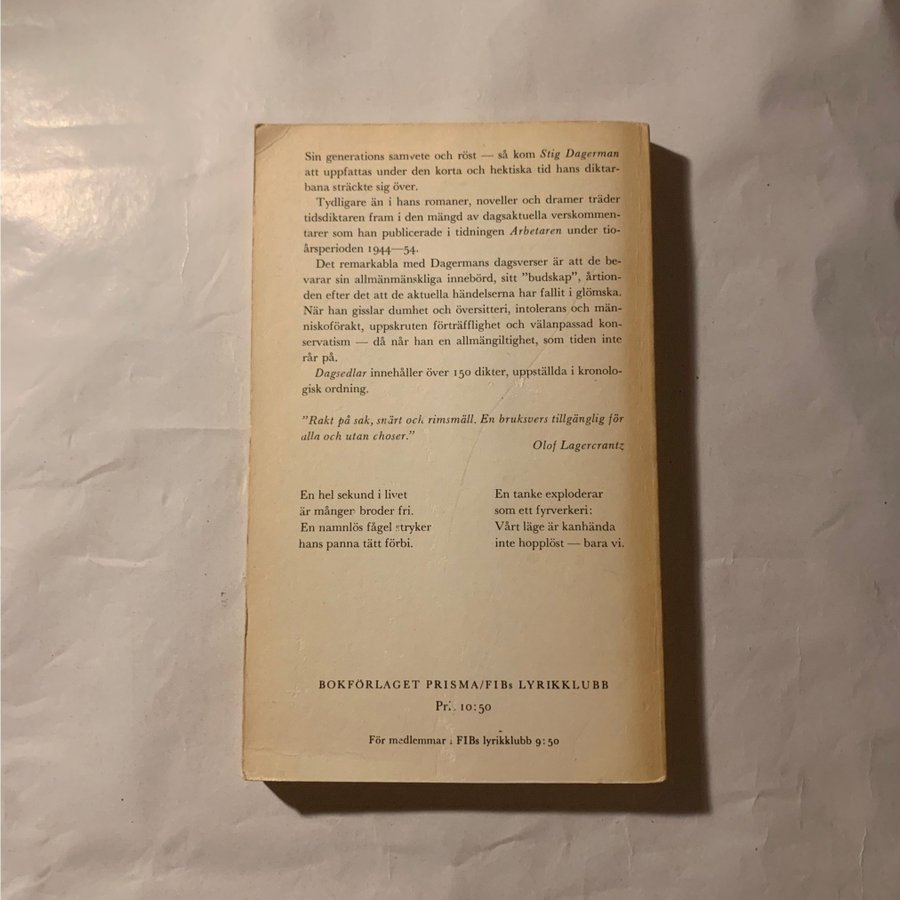 Sin generations samvete och röst — så kom Stig Dagerman
att uppfattas under den korta och hektiska tid hans diktar-
bana sträckte sig över.
Tydligare än i hans romaner, noveller och dramer träder
tidsdiktaren fram i den mängd av dagsaktuella verskommen-
tarer som han publicerade i tidningen Arbetaren under tio-
årsperioden 1944—54.
Det remarkabla med Dagermans dagsverser är att de be-
varar sin allmänmänskliga innebörd, sitt ”budskap”, årtion-
den efter det att de aktuella händelserna har fallit i glömska.
När han gisslar dumhet och översitteri, intolerans och män-
niskoförakt, uppskruten förträfflighet och välanpassad kon-
servatism — då når han en allmängiltighet, som tiden inte
rår på.
Dagsedlar innehåller över 150 dikter, uppställda i kronolo-
gisk ordning.
”Rakt på sak, snärt och rimsmäll. En bruksvers tillgänglig för
alla och utan choser.”
Olof Lagercrantz
En hel sekund i livet
är mången broder fri.
En namnlös fågel stryker
hans panna tätt förbi.
En tanke exploderar
som ett fyrverkeri:
Vårt läge är kanhända
inte hopplöst — bara vi.
BOKFÖRLAGET PRISMA/FIBs LYRIKKLUBB
Pris 10:50
För medlemmar i FIBs lyrikklubb 9:50